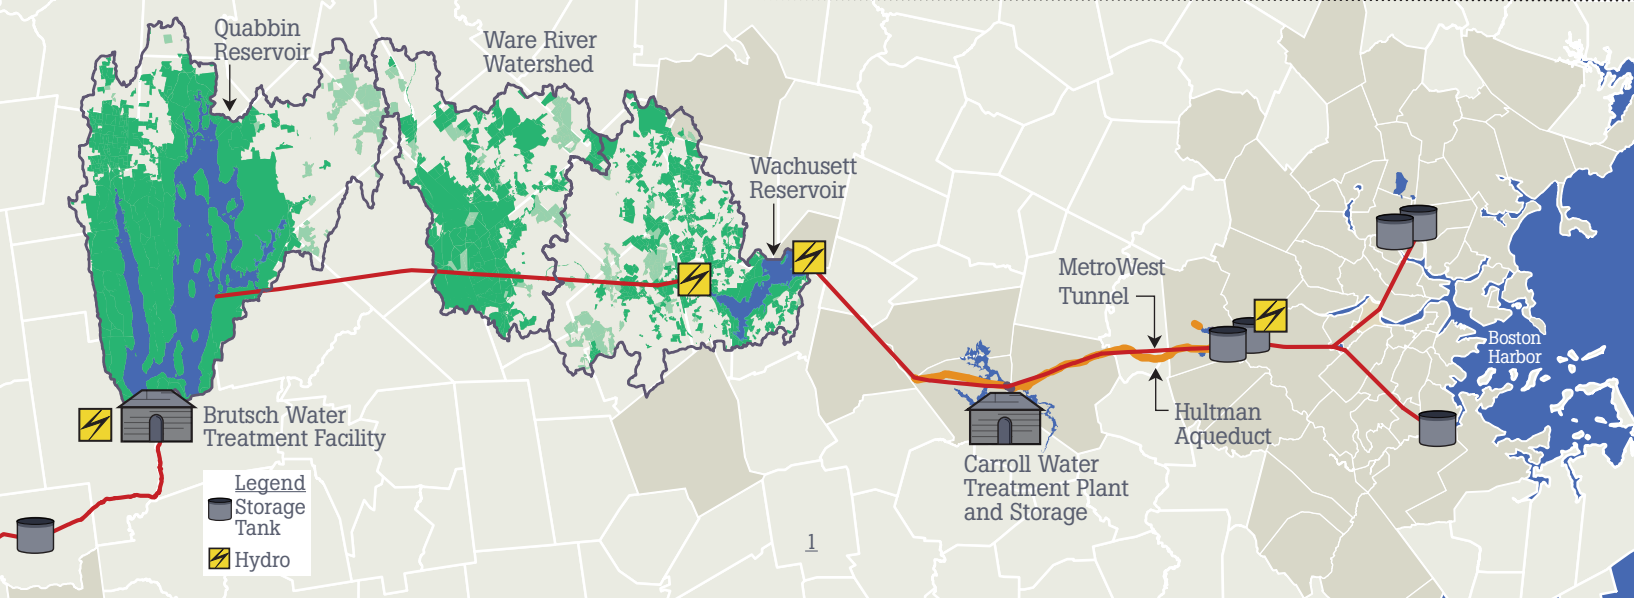 Quabbin
Reservoir
Ware River
Watershed
Wachusett
Reservoir
MetroWest
Tunnel
Boston
Harbor
Hultman
Aqueduct
Brutsch Water
Treatment Facility
Carroll Water
Treatment Plant
and Storage
Legend
Storage
Tank
Hydro
1